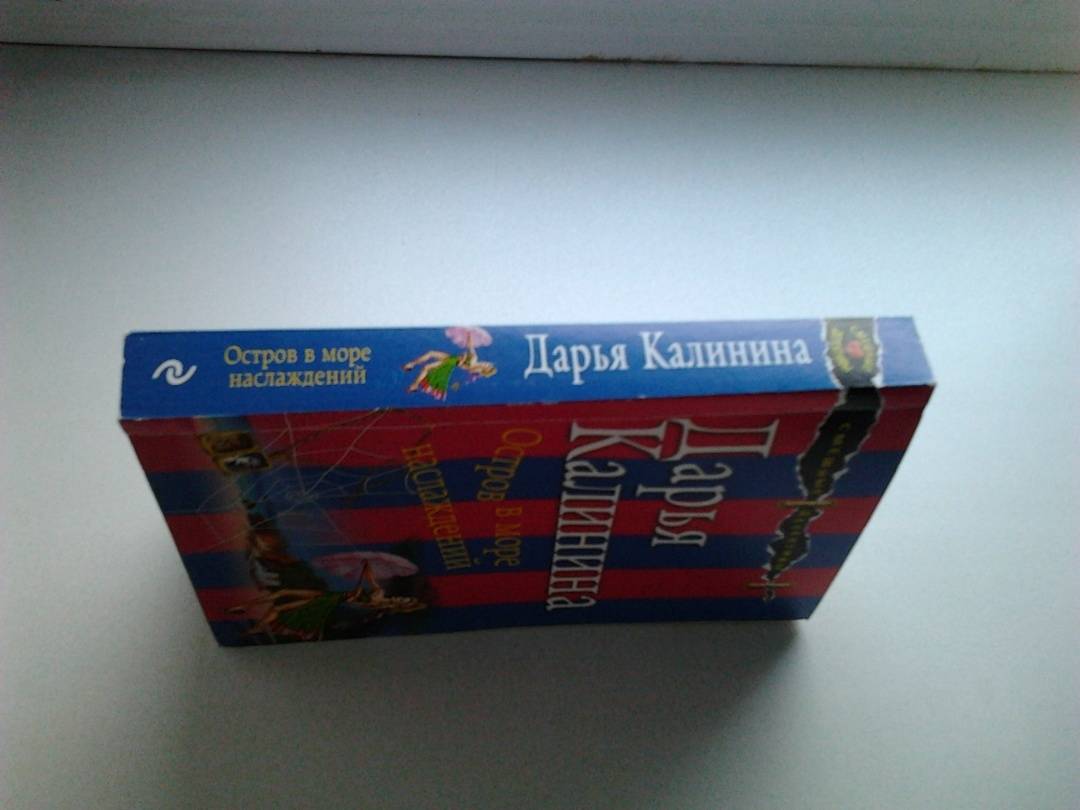 Остров в море
наслаждений
Дарья Калинина
Дарья
Калинина
Остров в море
наслаждений